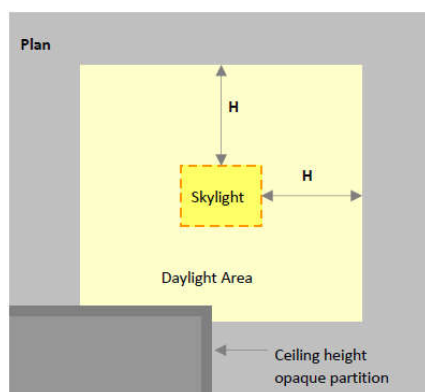 Plan
H
H
Skylight
Daylight Area
Ceiling height
opaque partition